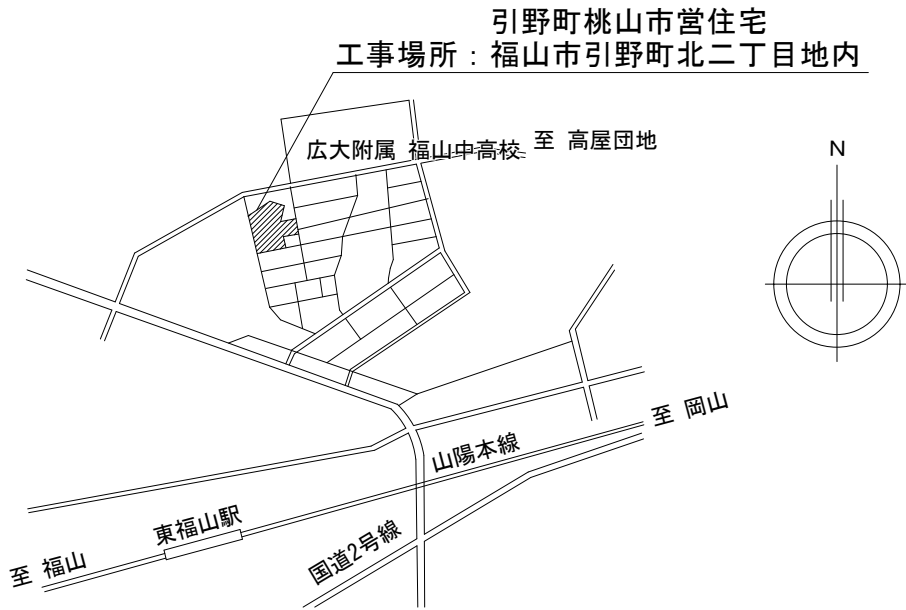 引野町桃山市営住宅
工事場所：福山市引野町北二丁目地内
広大附属 福山中高校
至 高屋団地
N
至 岡山
山陽本線
東福山駅
国道2号線
至 福山